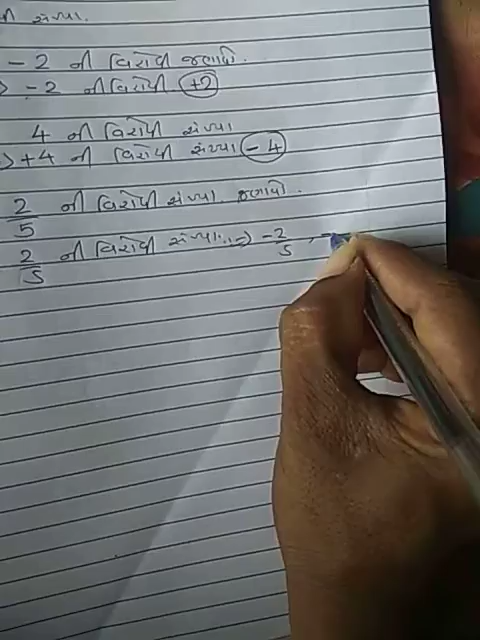 ની સંખ્યા.
- 2 ની વિરોધી જણાવો.
> -2 ની વિરોધી +2
4 ની વિરોધી સંખ્યા
> +4 ની વિરોધી સંખ્યા - 4
2/5 ની વિરોધી સંખ્યા જણાવો.
2/5 ની વિરોધી સંખ્યા. => -2/5 ,